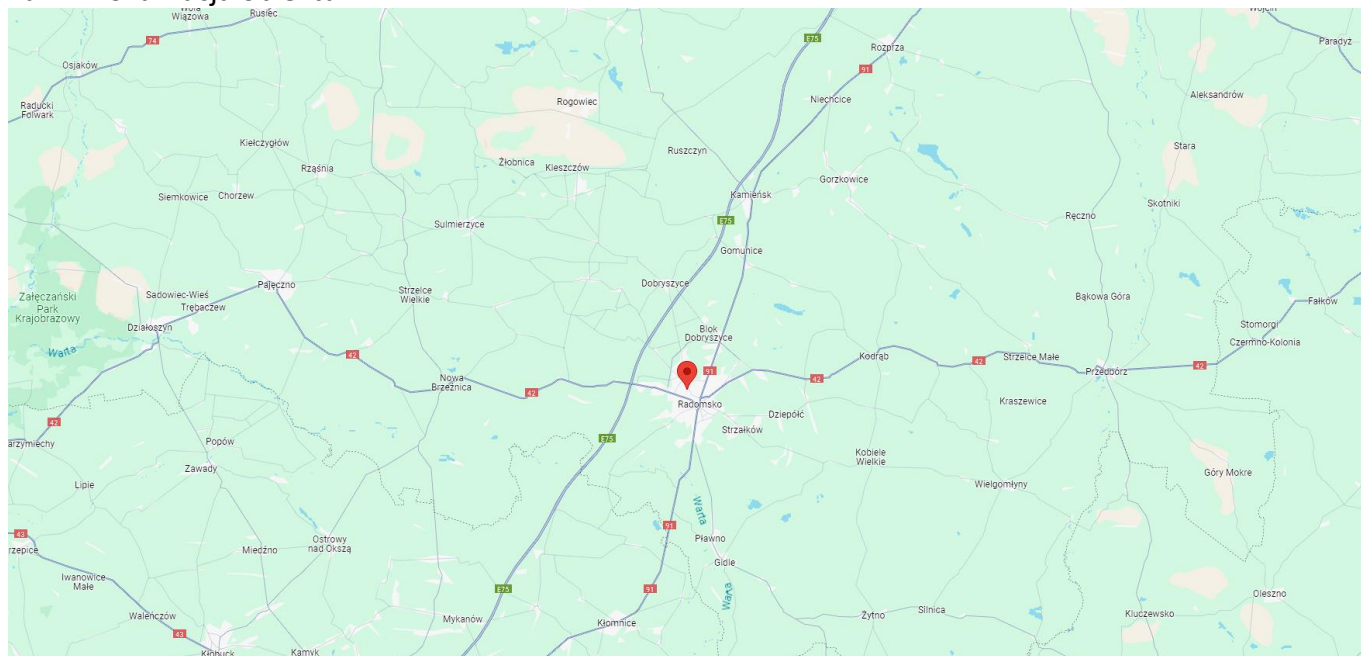 Wola
Wiązowa
Rusiec
74
Osjaków
Raducki
Folwark
Kiełczygłów
Rząśnia
Siemkowice
Chorzew
Rogowiec
Żłobnica
Kleszczów
Sulmierzyce
Ruszczyn
E75
91
Rozprza
Niechcice
Gorzkowice
Kamieńsk
E75
Gomunice
Wójcin
Paradyż
Aleksandrów
Stara
Skotniki
Ręczno
Załęczański
Park
Krajobrazowy
Sadowiec-Wieś
Trębaczew
Pajęczno
Działoszyn
Warta
Strzelce
Wielkie
42
Nowa
Brzeźnica
42
Dobryszyce
Blok
Dobryszyce
91
Radomsko
Dziepółć
Strzałków
42
Kodrąb
42
Strzelce Małe
Bąkowa Góra
Przedbórz
42
Fałków
Stomorgi
Czermno-Kolonia
Kraszewice
Kobiele
Wielkie
Wielgomłyny
Góry Mokre
42
Popów
Zawady
Lipie
E75
43
Miedźno
Ostrowy
nad Okszą
Iwanowice
Małe
Waleńczów
43
Kłobuck
Kamyk
Mykanów
E75
91
91
Kłomnice
Warta
Pławno
Gidle
Warta
Żytno
Silnica
Kluczewsko
Oleszno